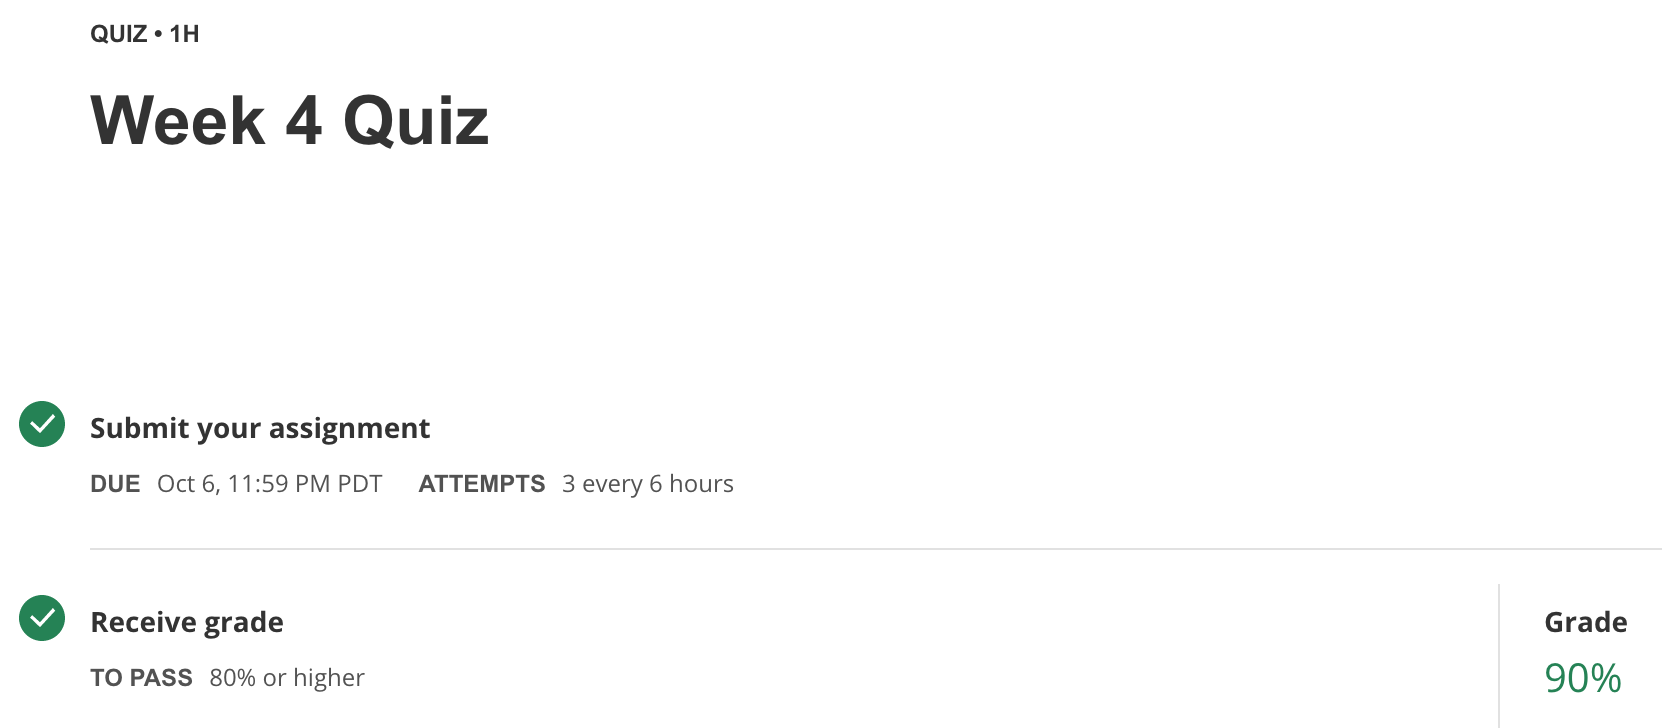 QUIZ • 1H
Week 4 Quiz
Submit your assignment
DUE Oct 6, 11:59 PM PDT ATTEMPTS 3 every 6 hours
Receive grade
TO PASS 80% or higher
Grade
90%